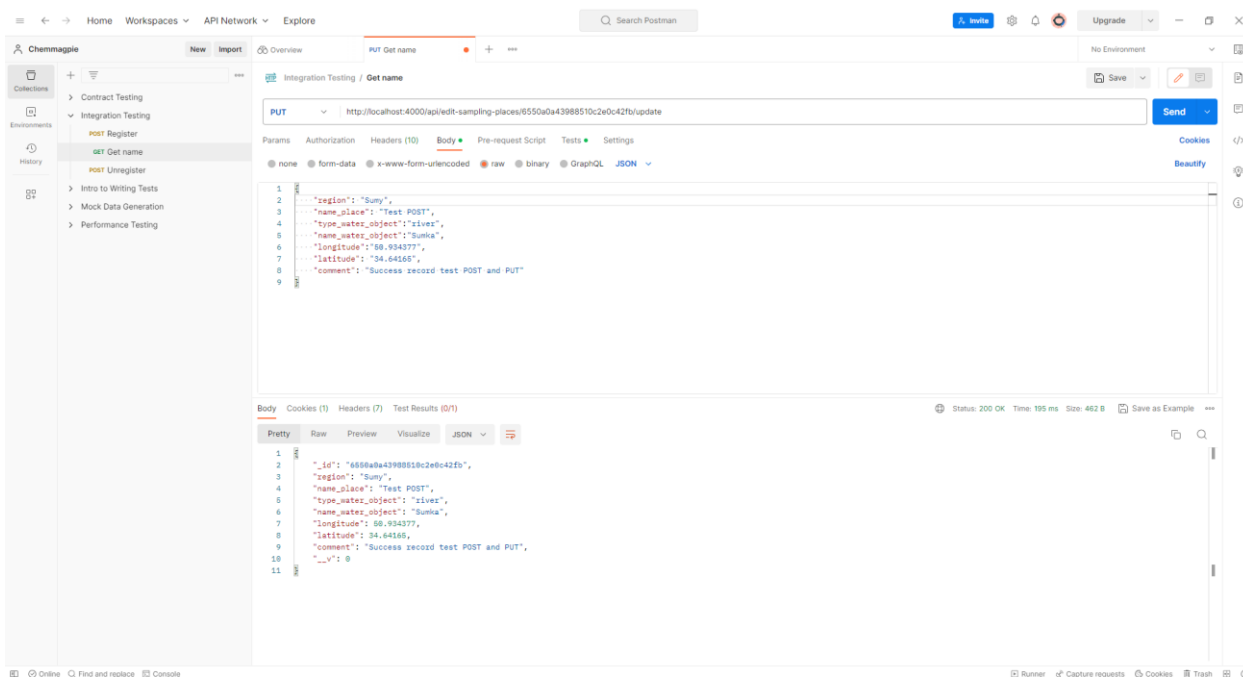 Home Workspaces API Network Explore Search Postman Invite Upgrade
Chemmagpie New Import Overview PUT Get name No Environment
Collections
Environments
History
Contract Testing
Integration Testing
POST Register
GET Get name
POST Unregister
Intro to Writing Tests
Mock Data Generation
Performance Testing
Integration Testing / Get name Save
PUT http://localhost:4000/api/edit-sampling-places/6550a0a43988510c2e0c42fb/update Send
Params Authorization Headers (10) Body Pre-request Script Tests Settings Cookies
none form-data x-www-form-urlencoded raw binary GraphQL JSON Beautify
1 {
2 "region": "Sumy",
3 "name_place": "Test POST",
4 "type_water_object":"river",
5 "name_water_object":"Sumka",
6 "longitude":"50.934377",
7 "latitude": "34.64165",
8 "comment": "Success record test POST and PUT"
9 }
Body Cookies (1) Headers (7) Test Results (0/1) Status: 200 OK Time: 195 ms Size: 462 B Save as Example
Pretty Raw Preview Visualize JSON
1 {
2 "_id": "6550a0a43988510c2e0c42fb",
3 "region": "Sumy",
4 "name_place": "Test POST",
5 "type_water_object": "river",
6 "name_water_object": "Sumka",
7 "longitude": 50.934377,
8 "latitude": 34.64165,
9 "comment": "Success record test POST and PUT",
10 "__v": 0
11 }
Online Find and replace Console Runner Capture requests Cookies Trash